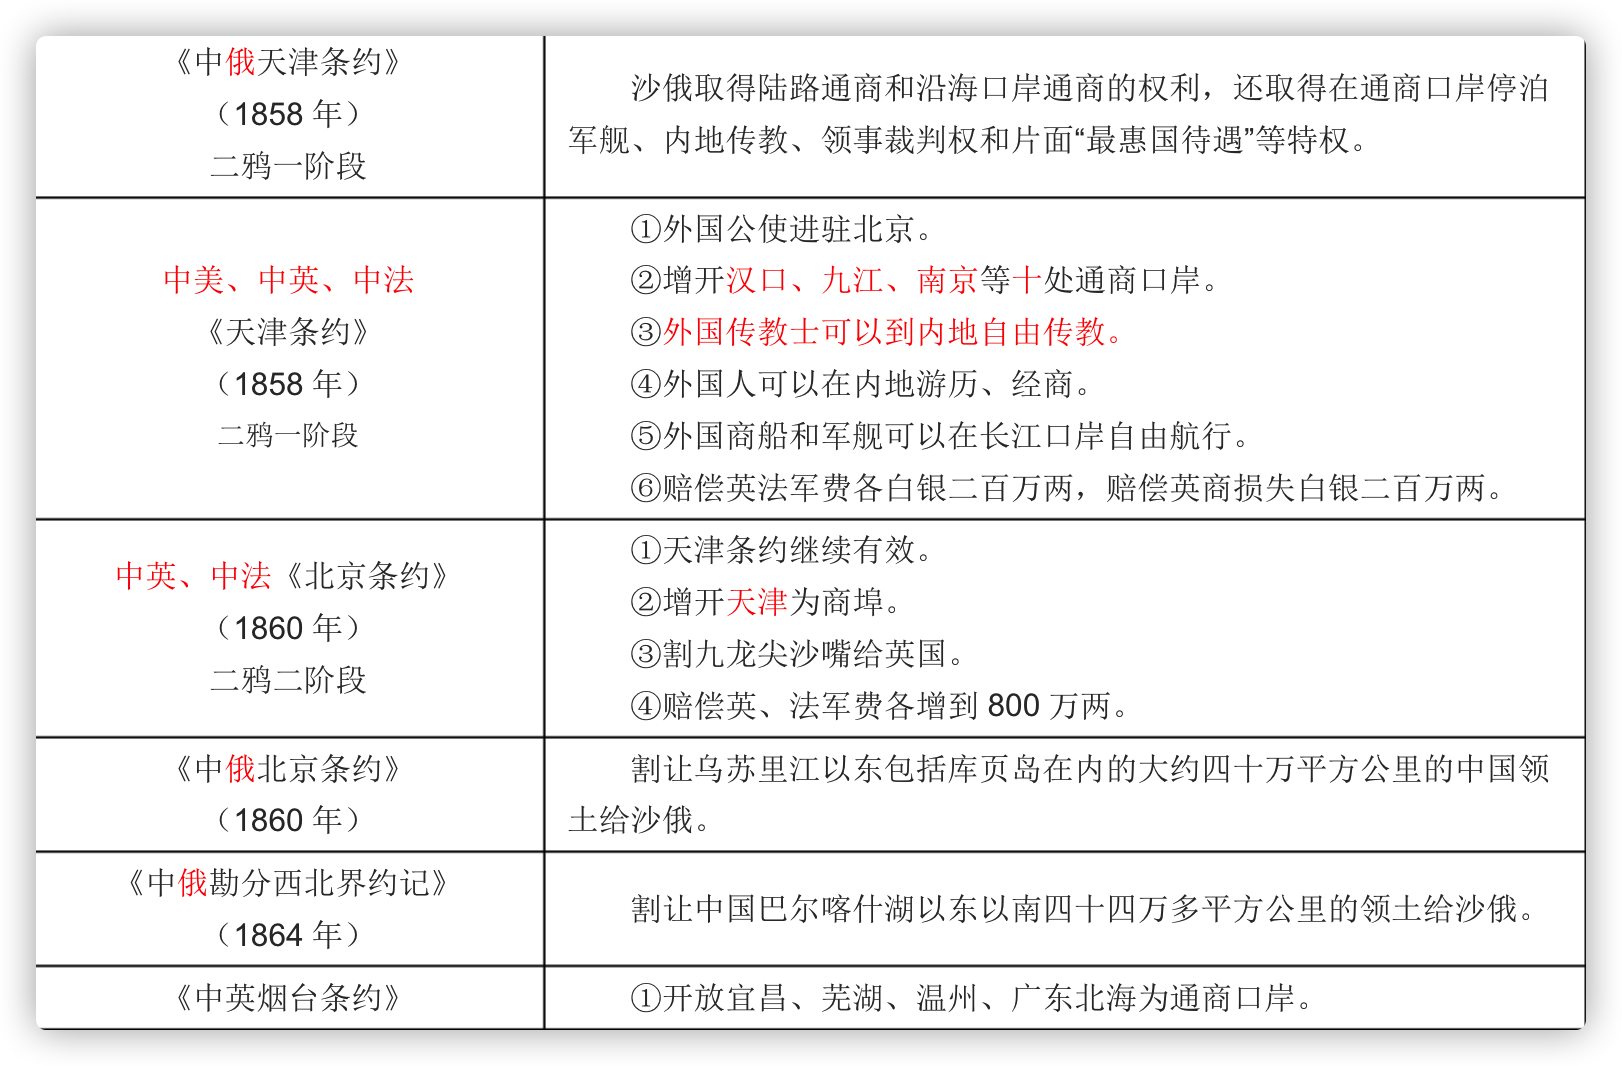 《中俄天津条约》
（1858 年）
二鸦一阶段
沙俄取得陆路通商和沿海口岸通商的权利，还取得在通商口岸停泊
军舰、内地传教、领事裁判权和片面“最惠国待遇”等特权。
中美、中英、中法
《天津条约》
（1858 年）
二鸦一阶段
①外国公使进驻北京。
②增开汉口、九江、南京等十处通商口岸。
③外国传教士可以到内地自由传教。
④外国人可以在内地游历、经商。
⑤外国商船和军舰可以在长江口岸自由航行。
⑥赔偿英法军费各白银二百万两，赔偿英商损失白银二百万两。
中英、中法《北京条约》
（1860 年）
二鸦二阶段
①天津条约继续有效。
②增开天津为商埠。
③割九龙尖沙嘴给英国。
④赔偿英、法军费各增到 800 万两。
《中俄北京条约》
（1860 年）
割让乌苏里江以东包括库页岛在内的大约四十万平方公里的中国领
土给沙俄。
《中俄勘分西北界约记》
（1864 年）
割让中国巴尔喀什湖以东以南四十四万多平方公里的领土给沙俄。
《中英烟台条约》
①开放宜昌、芜湖、温州、广东北海为通商口岸。